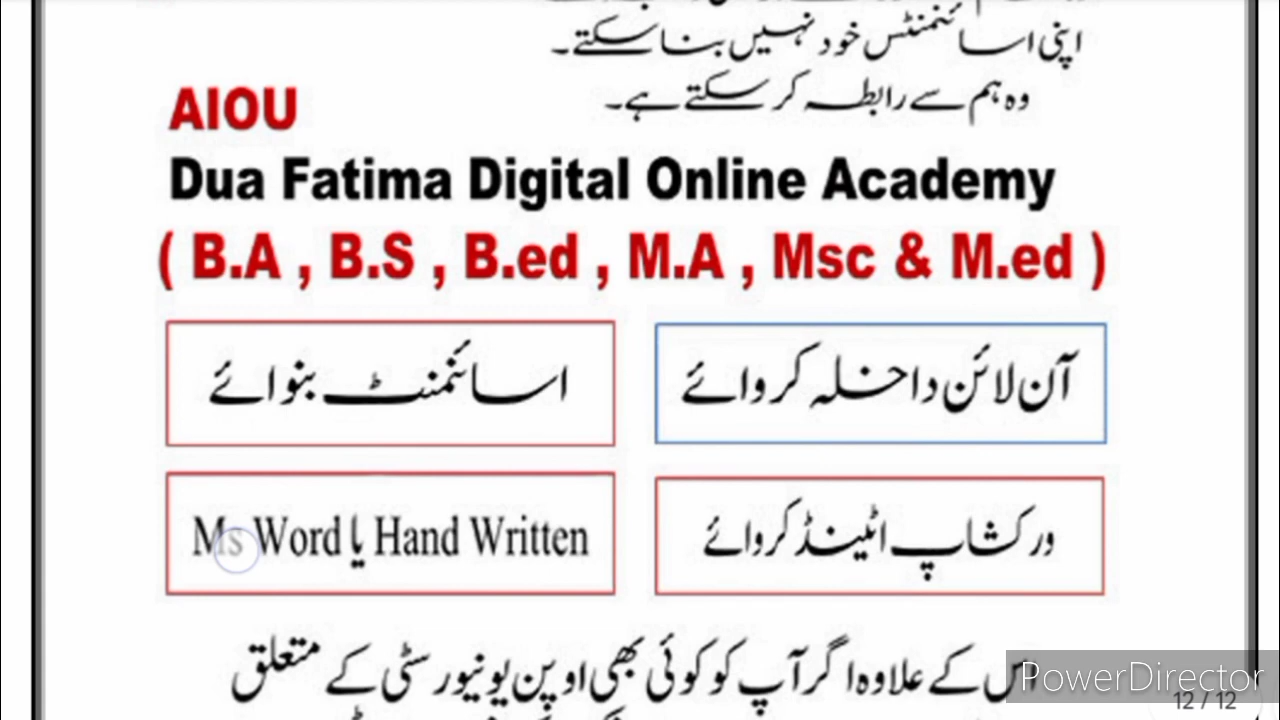 اپنی اسائنمنٹس خود نہیں بنا سکتے۔
وہ ہم سے رابطہ کر سکتے ہے۔
AIOU
Dua Fatima Digital Online Academy
( B.A , B.S , B.ed , M.A , Msc & M.ed )
آن لائن داخلہ کروائے
اسائنمنٹ بنوائے
ورکشاپ اٹینڈ کروائے
Ms Word یا Hand Written
اس کے علاوہ اگر آپ کو کوئی بھی اوپن یونیورسٹی کے متعلق
PowerDirector
12 / 12